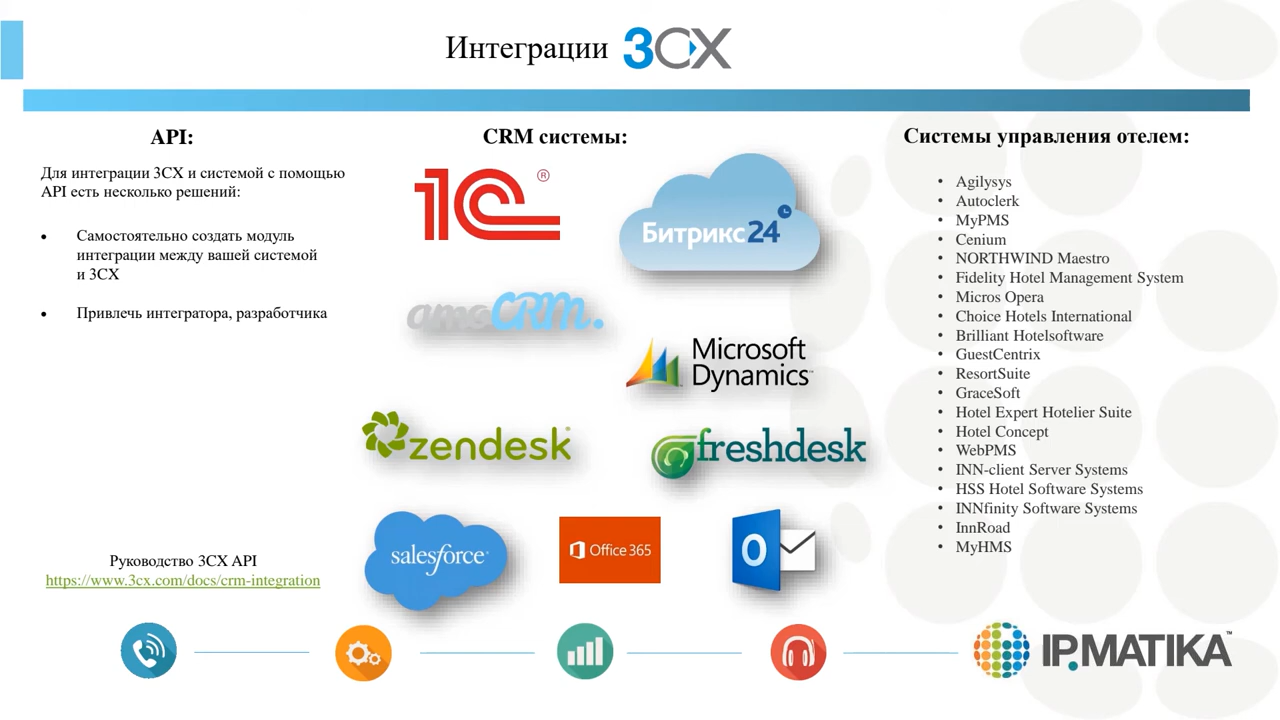 Интеграции 3CX
API:
Для интеграции 3CX и системой с помощью
API есть несколько решений:
• Самостоятельно создать модуль
интеграции между вашей системой
и 3CX
• Привлечь интегратора, разработчика
Руководство 3CX API
https://www.3cx.com/docs/crm-integration
CRM системы:
1C®
Битрикс24
amoCRM.
Microsoft
Dynamics™
zendesk®
freshdesk
salesforce®
Office 365
O
Системы управления отелем:
• Agilysys
• Autoclerk
• MyPMS
• Cenium
• NORTHWIND Maestro
• Fidelity Hotel Management System
• Micros Opera
• Choice Hotels International
• Brilliant Hotelsoftware
• GuestCentrix
• ResortSuite
• GraceSoft
• Hotel Expert Hotelier Suite
• Hotel Concept
• WebPMS
• INN-client Server Systems
• HSS Hotel Software Systems
• INNfinity Software Systems
• InnRoad
• MyHMS
IP.MATIKA™